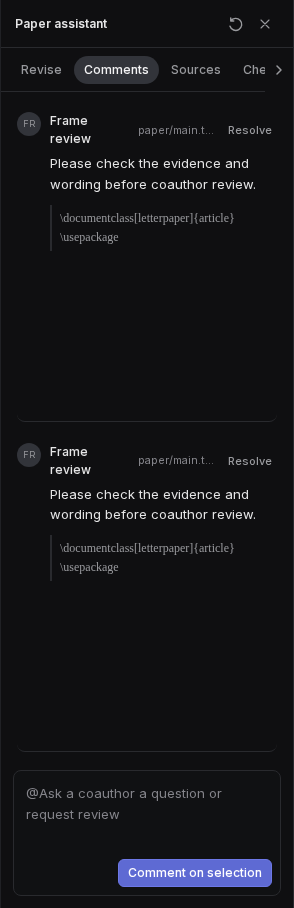 Paper assistant
Revise Comments Sources Che
FR Frame review paper/main.t... Resolve
Please check the evidence and
wording before coauthor review.
\documentclass[letterpaper]{article}
\usepackage
FR Frame review paper/main.t... Resolve
Please check the evidence and
wording before coauthor review.
\documentclass[letterpaper]{article}
\usepackage
@Ask a coauthor a question or
request review
Comment on selection